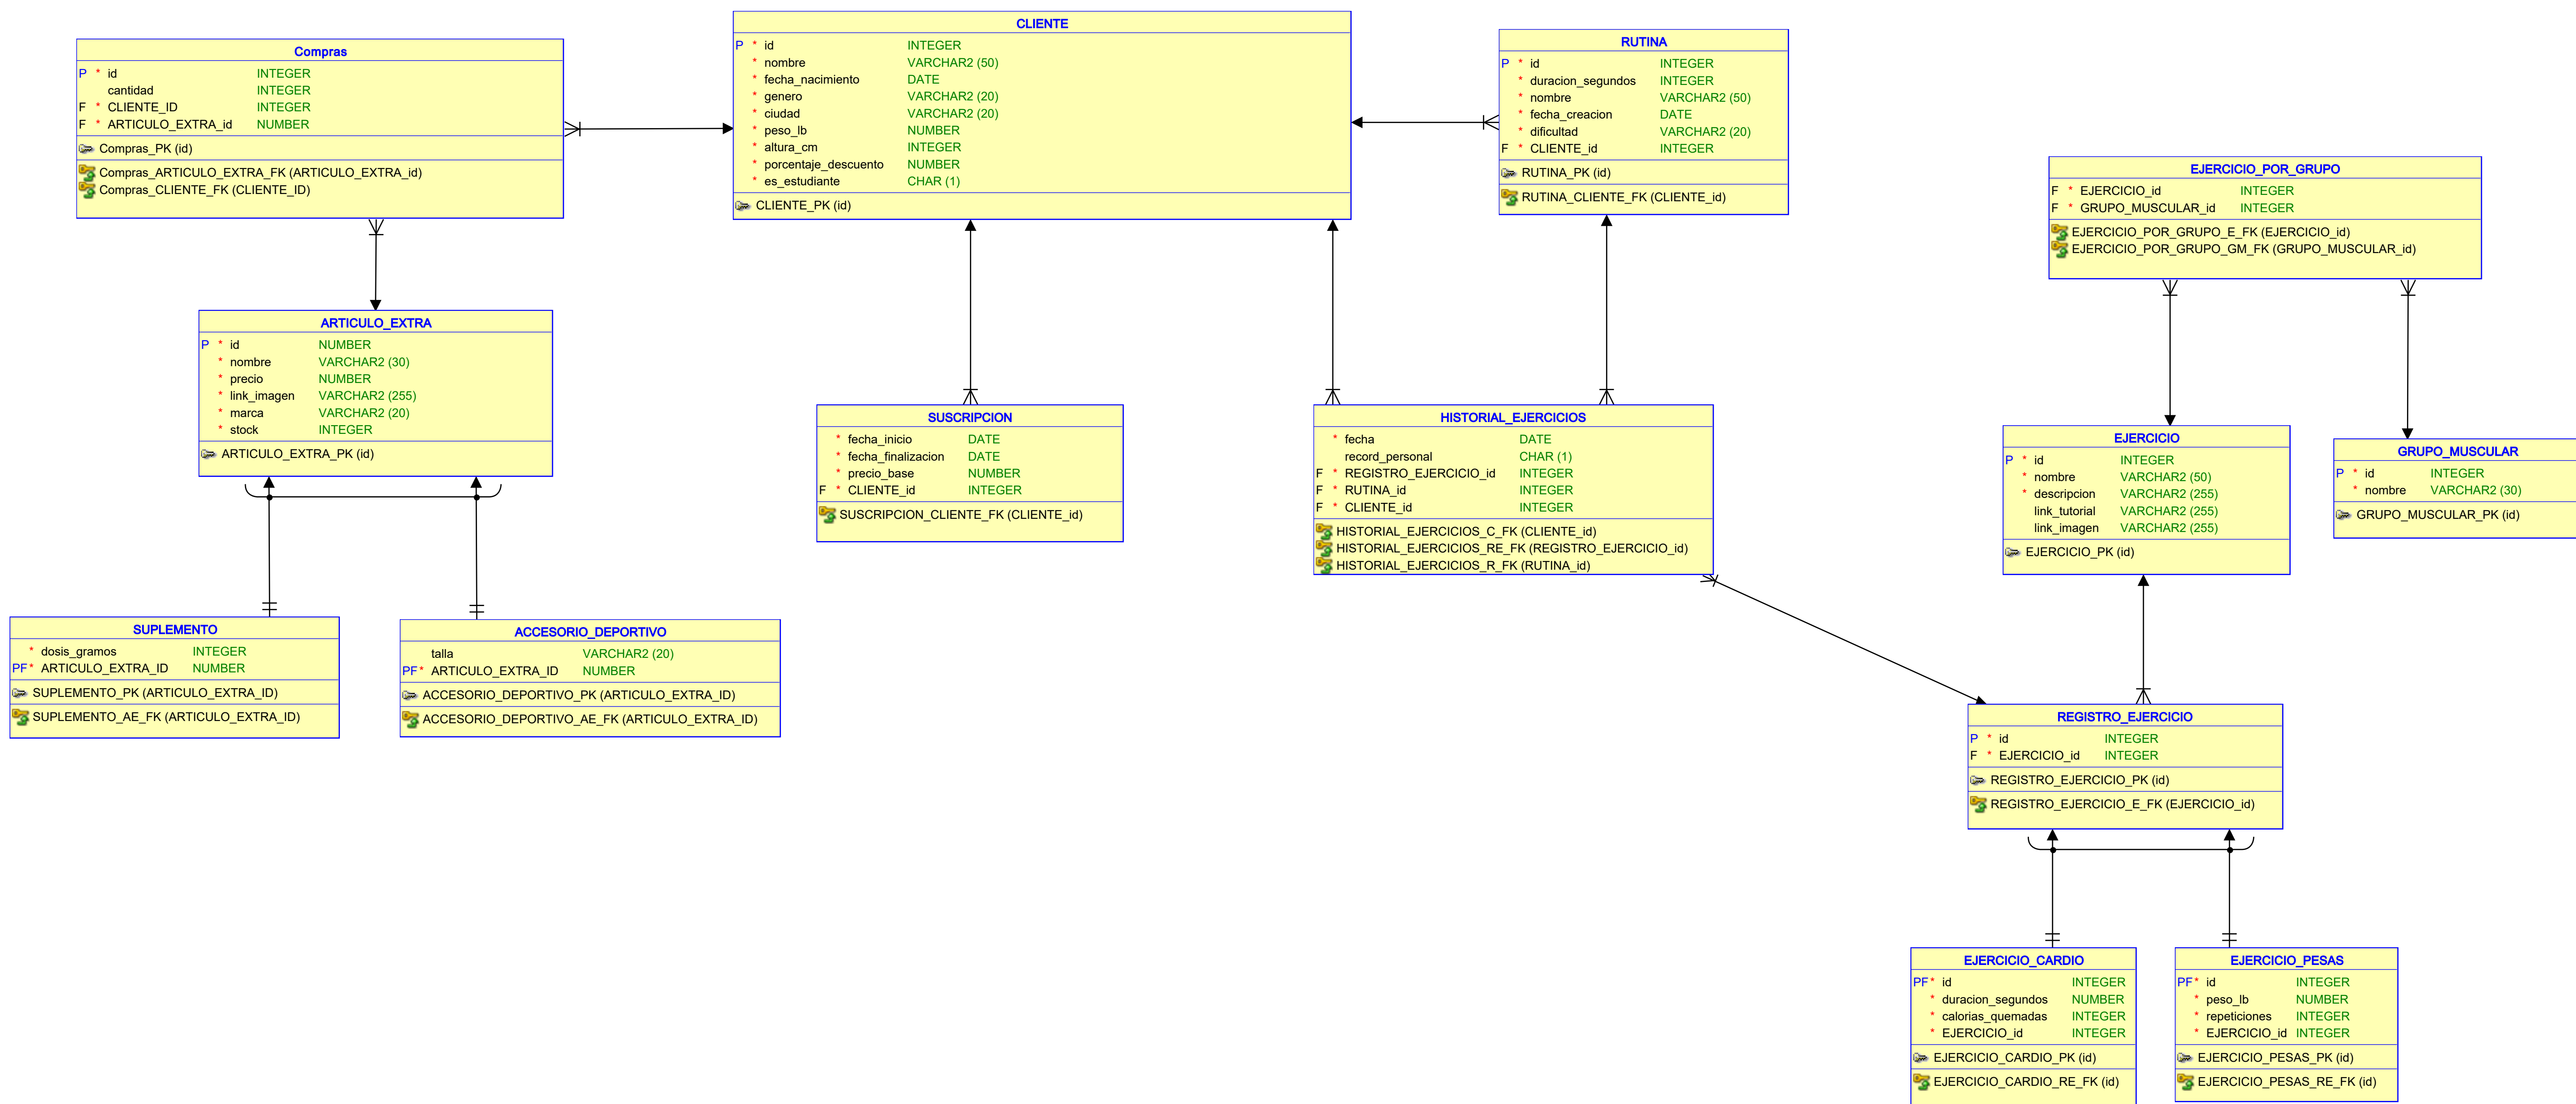 Compras
P * id INTEGER
cantidad INTEGER
F * CLIENTE_ID INTEGER
F * ARTICULO_EXTRA_id NUMBER
Compras_PK (id)
Compras_ARTICULO_EXTRA_FK (ARTICULO_EXTRA_id)
Compras_CLIENTE_FK (CLIENTE_ID)
CLIENTE
P * id INTEGER
* nombre VARCHAR2 (50)
* fecha_nacimiento DATE
* genero VARCHAR2 (20)
* ciudad VARCHAR2 (20)
* peso_lb NUMBER
* altura_cm INTEGER
* porcentaje_descuento NUMBER
* es_estudiante CHAR (1)
CLIENTE_PK (id)
RUTINA
P * id INTEGER
* duracion_segundos INTEGER
* nombre VARCHAR2 (50)
* fecha_creacion DATE
* dificultad VARCHAR2 (20)
F * CLIENTE_id INTEGER
RUTINA_PK (id)
RUTINA_CLIENTE_FK (CLIENTE_id)
EJERCICIO_POR_GRUPO
F * EJERCICIO_id INTEGER
F * GRUPO_MUSCULAR_id INTEGER
EJERCICIO_POR_GRUPO_E_FK (EJERCICIO_id)
EJERCICIO_POR_GRUPO_GM_FK (GRUPO_MUSCULAR_id)
ARTICULO_EXTRA
P * id NUMBER
* nombre VARCHAR2 (30)
* precio NUMBER
* link_imagen VARCHAR2 (255)
* marca VARCHAR2 (20)
* stock INTEGER
ARTICULO_EXTRA_PK (id)
SUSCRIPCION
* fecha_inicio DATE
* fecha_finalizacion DATE
* precio_base NUMBER
F * CLIENTE_id INTEGER
SUSCRIPCION_CLIENTE_FK (CLIENTE_id)
HISTORIAL_EJERCICIOS
* fecha DATE
record_personal CHAR (1)
F * REGISTRO_EJERCICIO_id INTEGER
F * RUTINA_id INTEGER
F * CLIENTE_id INTEGER
HISTORIAL_EJERCICIOS_C_FK (CLIENTE_id)
HISTORIAL_EJERCICIOS_RE_FK (REGISTRO_EJERCICIO_id)
HISTORIAL_EJERCICIOS_R_FK (RUTINA_id)
EJERCICIO
P * id INTEGER
* nombre VARCHAR2 (50)
* descripcion VARCHAR2 (255)
link_tutorial VARCHAR2 (255)
link_imagen VARCHAR2 (255)
EJERCICIO_PK (id)
GRUPO_MUSCULAR
P * id INTEGER
* nombre VARCHAR2 (30)
GRUPO_MUSCULAR_PK (id)
SUPLEMENTO
* dosis_gramos INTEGER
PF* ARTICULO_EXTRA_ID NUMBER
SUPLEMENTO_PK (ARTICULO_EXTRA_ID)
SUPLEMENTO_AE_FK (ARTICULO_EXTRA_ID)
ACCESORIO_DEPORTIVO
talla VARCHAR2 (20)
PF* ARTICULO_EXTRA_ID NUMBER
ACCESORIO_DEPORTIVO_PK (ARTICULO_EXTRA_ID)
ACCESORIO_DEPORTIVO_AE_FK (ARTICULO_EXTRA_ID)
REGISTRO_EJERCICIO
P * id INTEGER
F * EJERCICIO_id INTEGER
REGISTRO_EJERCICIO_PK (id)
REGISTRO_EJERCICIO_E_FK (EJERCICIO_id)
EJERCICIO_CARDIO
PF* id INTEGER
* duracion_segundos NUMBER
* calorias_quemadas INTEGER
* EJERCICIO_id INTEGER
EJERCICIO_CARDIO_PK (id)
EJERCICIO_CARDIO_RE_FK (id)
EJERCICIO_PESAS
PF* id INTEGER
* peso_lb NUMBER
* repeticiones INTEGER
* EJERCICIO_id INTEGER
EJERCICIO_PESAS_PK (id)
EJERCICIO_PESAS_RE_FK (id)